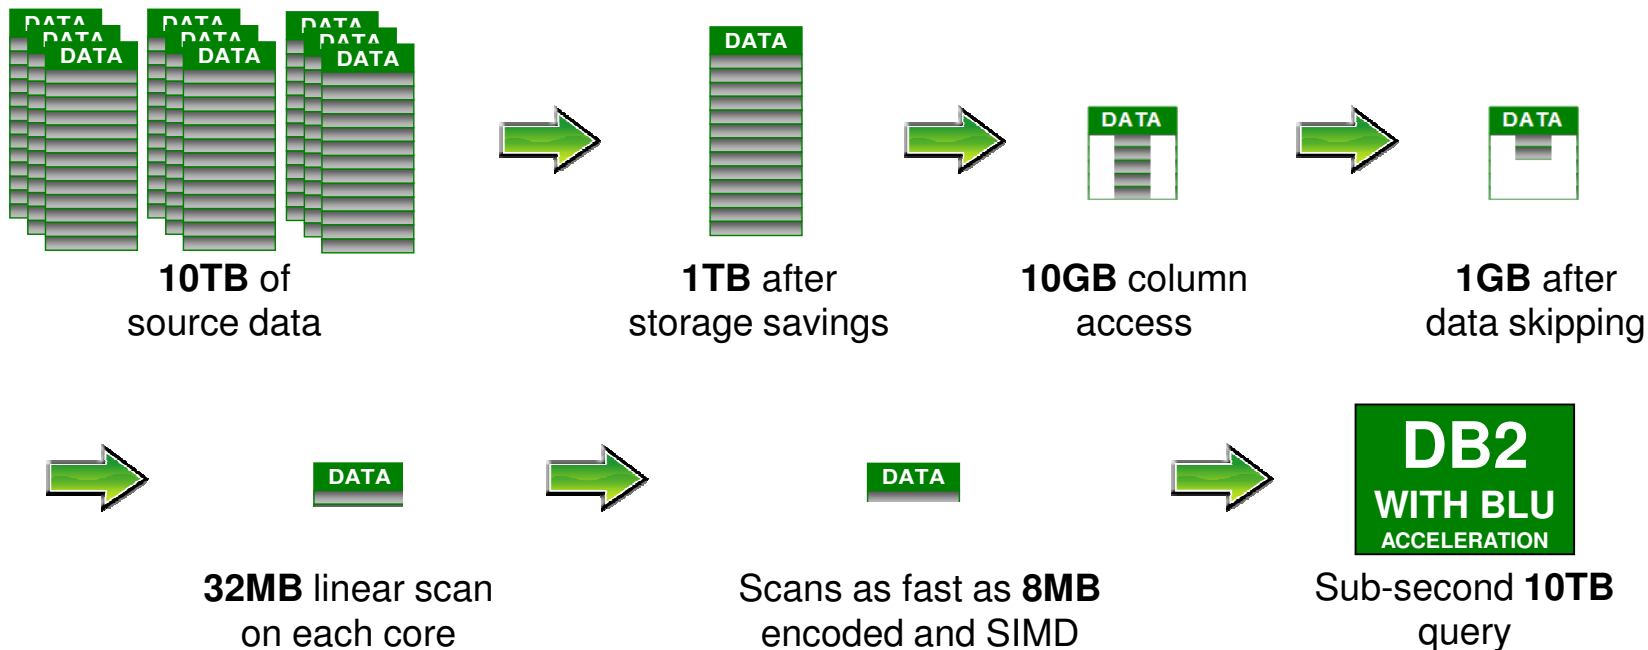 DATA DATA DATA
DATA DATA DATA
DATA DATA DATA
DATA
DATA
DATA
10TB of
source data
1TB after
storage savings
10GB column
access
1GB after
data skipping
DATA
DATA
DB2
WITH BLU
ACCELERATION
32MB linear scan
on each core
Scans as fast as 8MB
encoded and SIMD
Sub-second 10TB
query